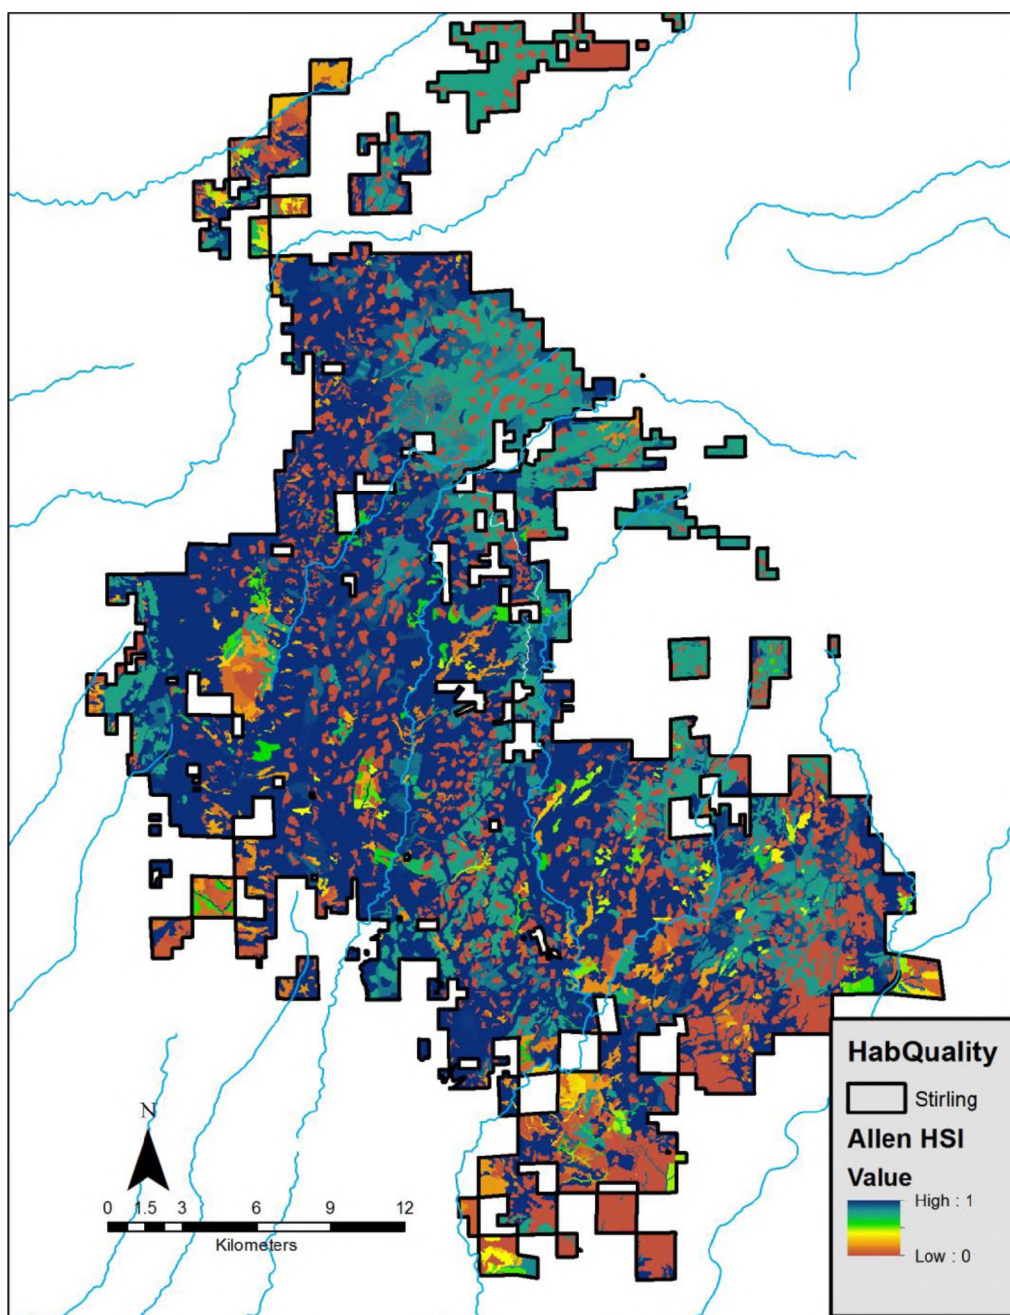 N
0 1.5 3 6 9 12
Kilometers
HabQuality
Stirling
Allen HSI
Value
High : 1
Low : 0